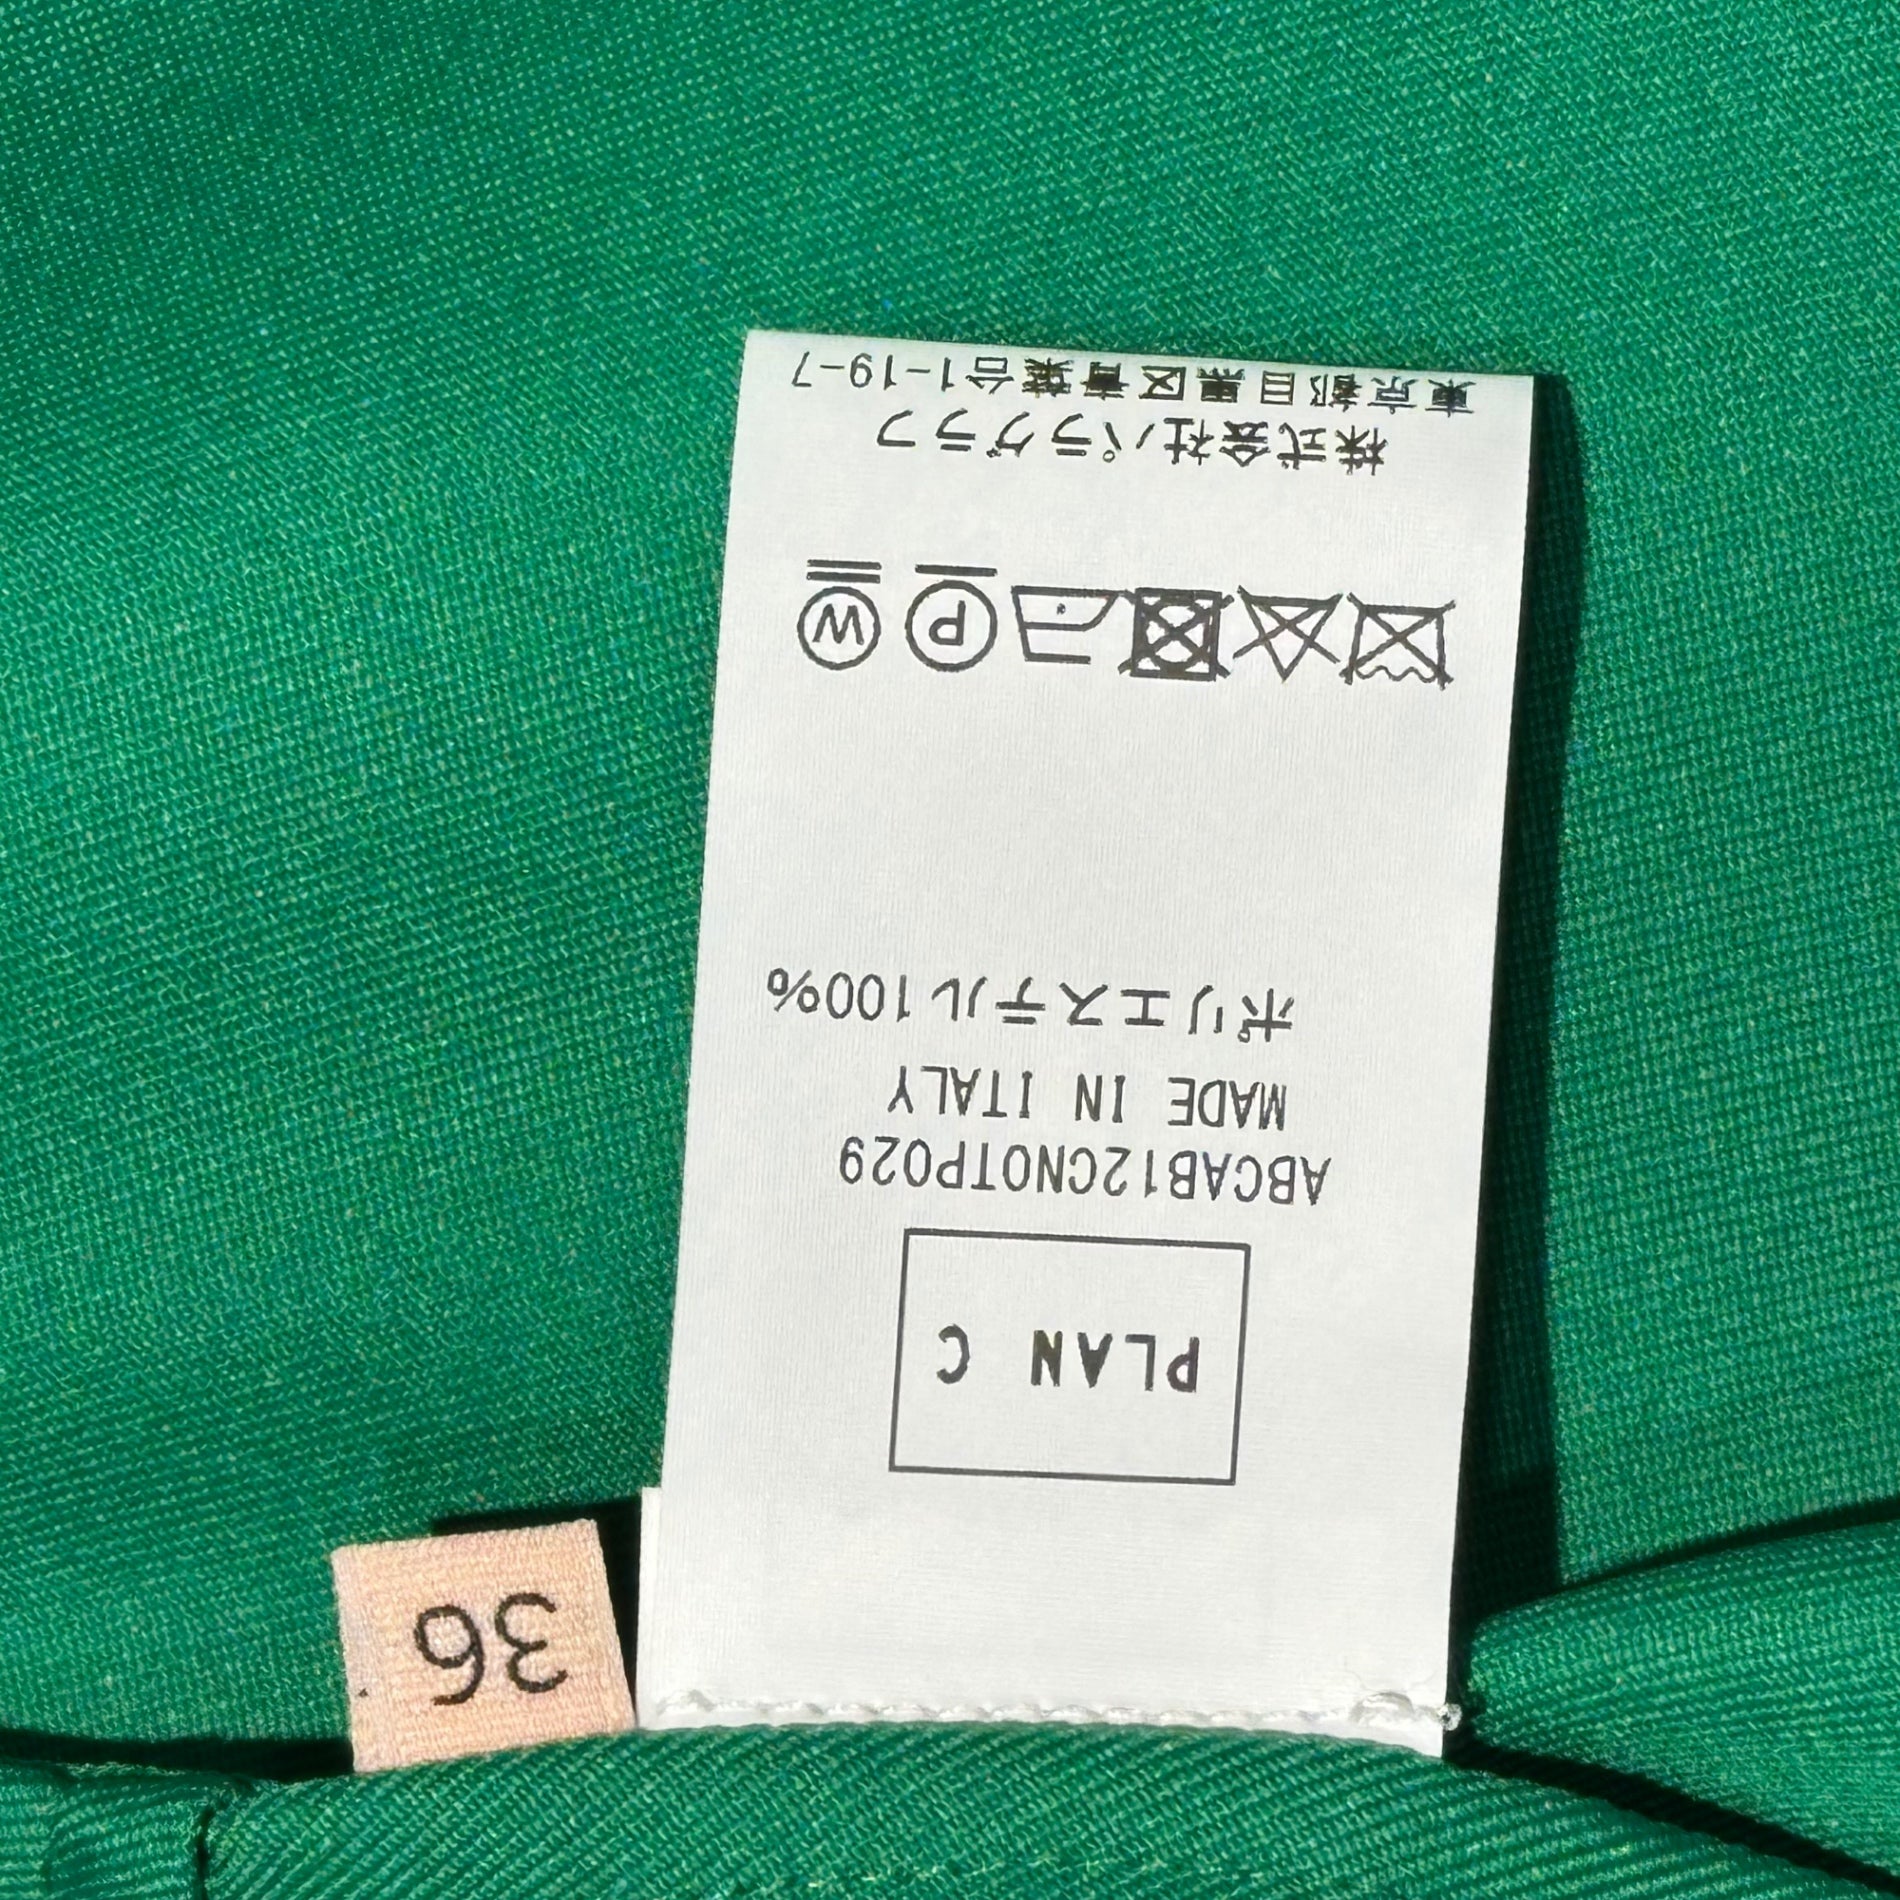 36
PLAN C
ABCAB12CNOTP029
MADE IN ITALY
ポリエステル100%
P
W
株式会社パラグラフ
東京都目黒区青葉台1-19-7